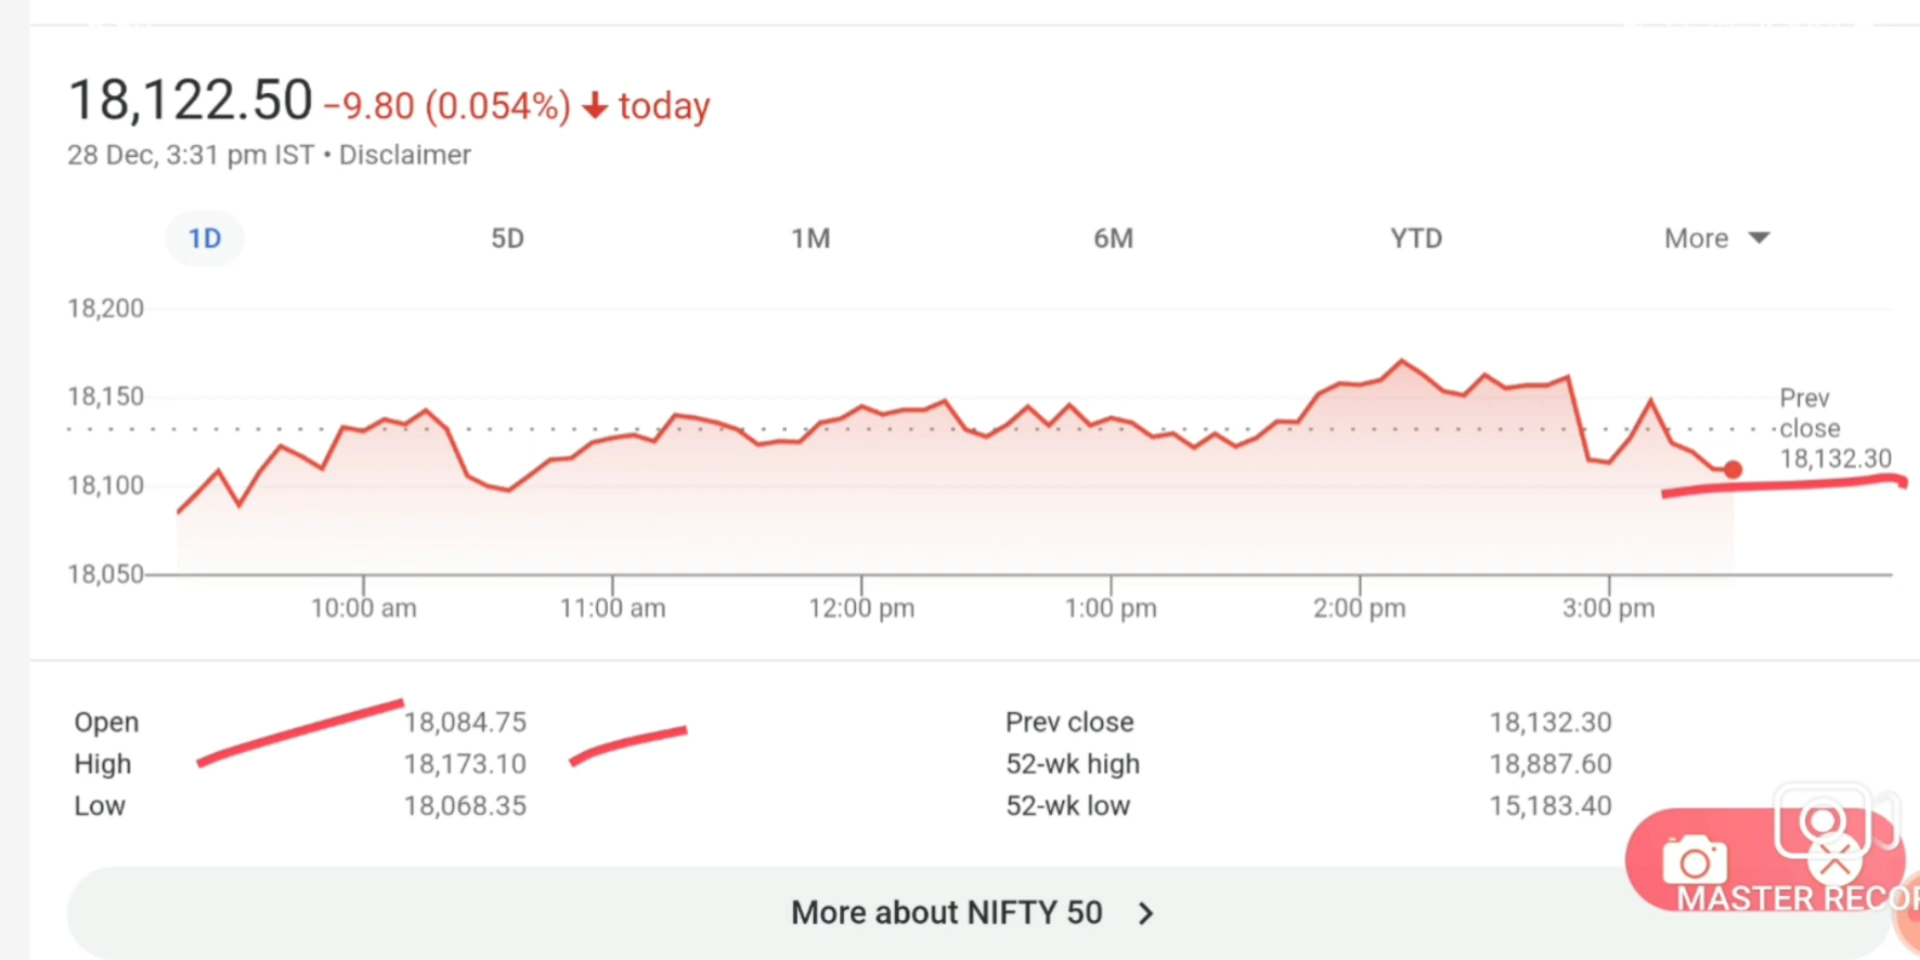 18,122.50 −9.80 (0.054%) ↓ today
28 Dec, 3:31 pm IST • Disclaimer
1D 5D 1M 6M YTD More
18,200
18,150
18,100
18,050
Prev
close
18,132.30
10:00 am 11:00 am 12:00 pm 1:00 pm 2:00 pm 3:00 pm
Open 18,084.75 Prev close 18,132.30
High 18,173.10 52-wk high 18,887.60
Low 18,068.35 52-wk low 15,183.40
More about NIFTY 50
MASTER RECOR